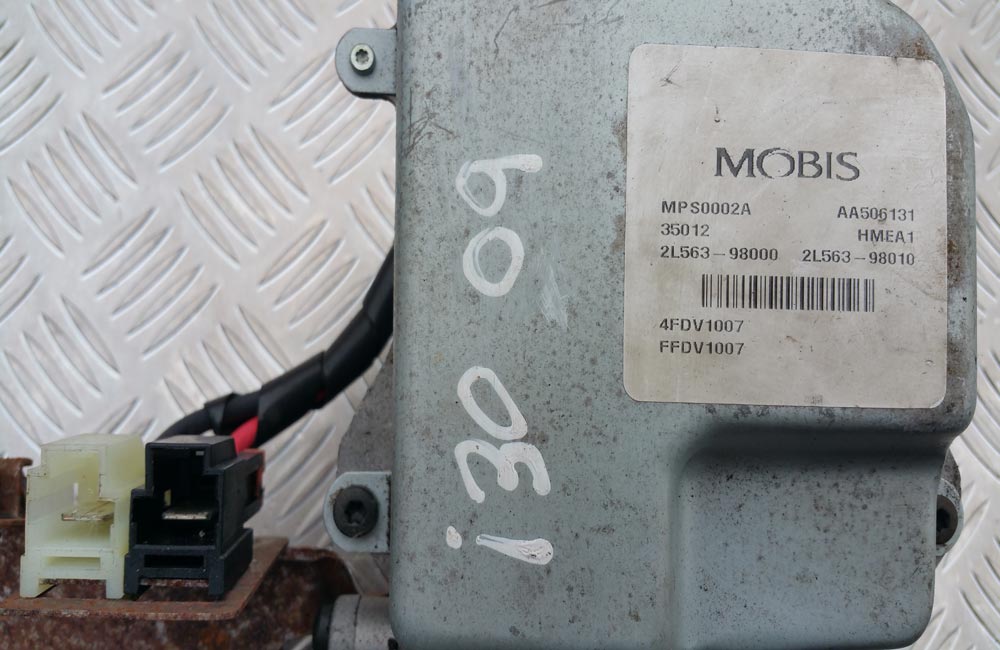 i30 09
MOBIS
MPS0002A AA506131
35012 HMEA1
2L563-98000 2L563-98010
4FDV1007
FFDV1007